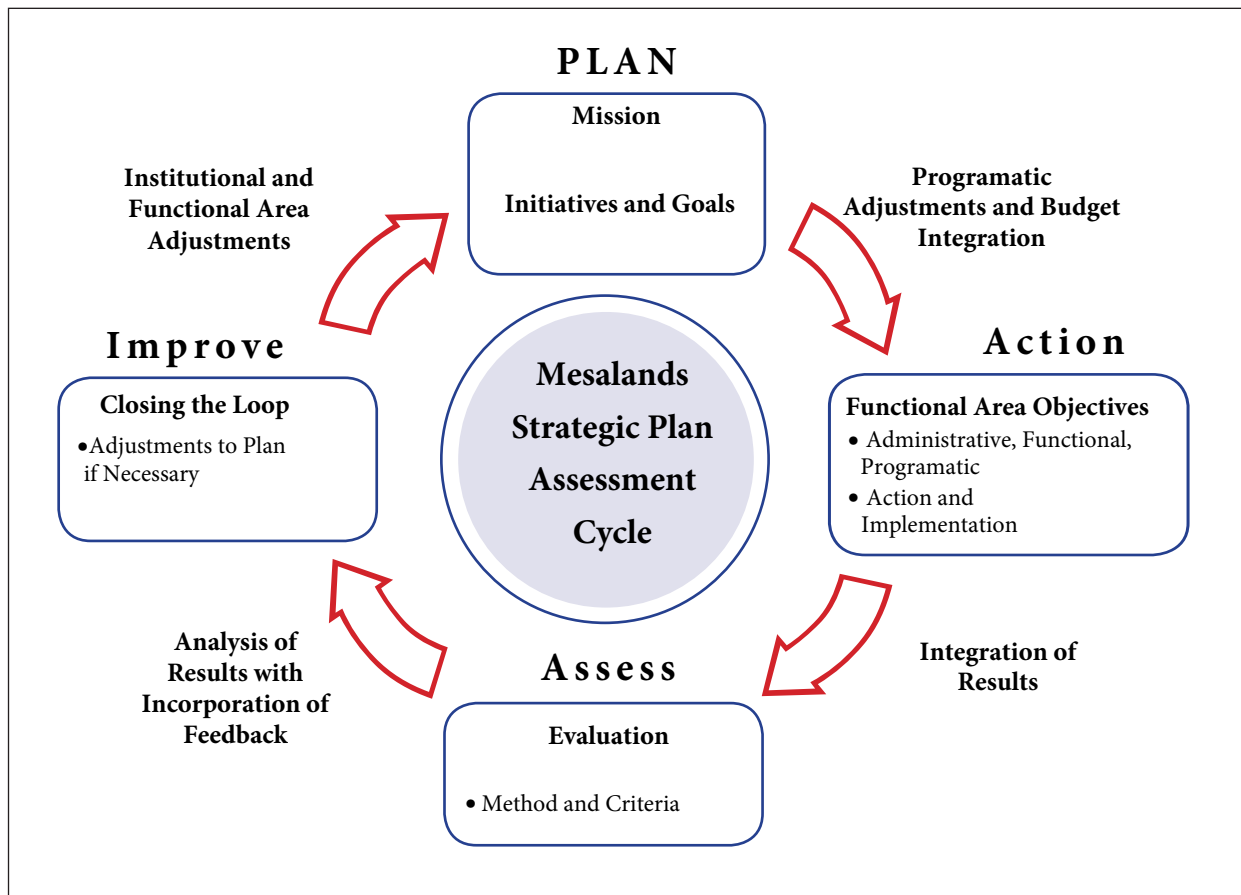 PLAN
Mission
Initiatives and Goals
Programatic
Adjustments and Budget
Integration
Action
Functional Area Objectives
• Administrative, Functional,
Programatic
• Action and
Implementation
Integration of
Results
Assess
Evaluation
• Method and Criteria
Analysis of
Results with
Incorporation of
Feedback
Improve
Closing the Loop
•Adjustments to Plan
if Necessary
Institutional and
Functional Area
Adjustments
Mesalands
Strategic Plan
Assessment
Cycle